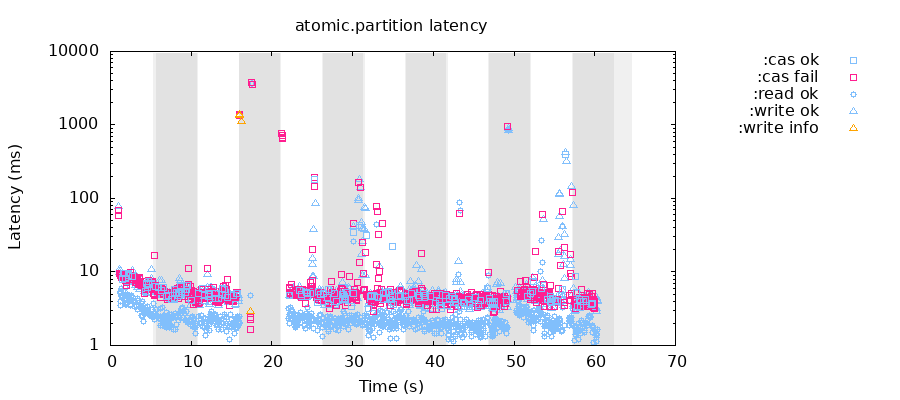 atomic.partition latency
10000
1000
100
10
1
0 10 20 30 40 50 60 70
Latency (ms)
Time (s)
:cas ok
:cas fail
:read ok
:write ok
:write info